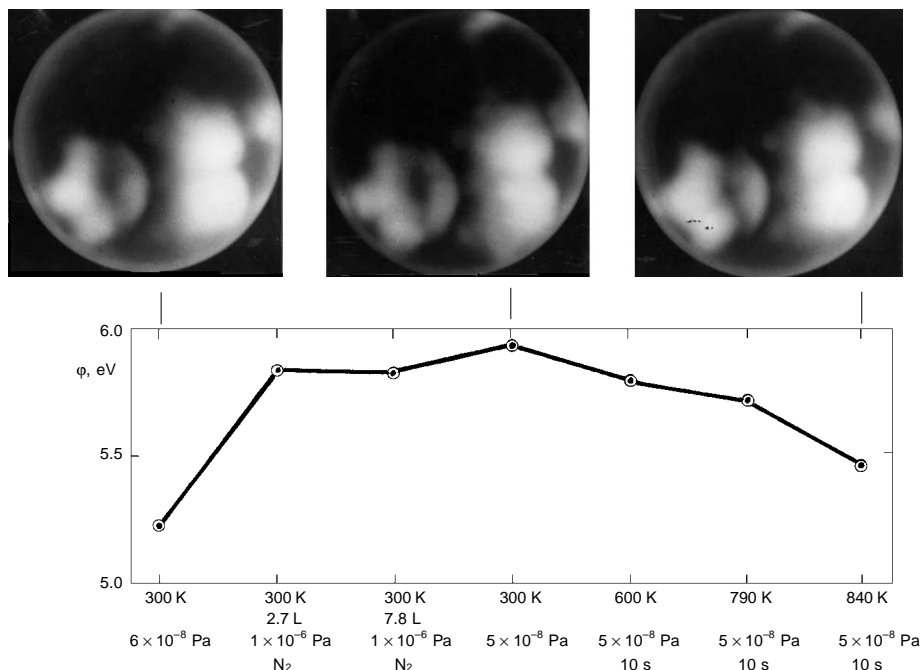 6.0
φ, eV
5.5
5.0
300 K 300 K 300 K 300 K 600 K 790 K 840 K
2.7 L 7.8 L
6 × 10⁻⁸ Pa 1 × 10⁻⁶ Pa 1 × 10⁻⁶ Pa 5 × 10⁻⁸ Pa 5 × 10⁻⁸ Pa 5 × 10⁻⁸ Pa 5 × 10⁻⁸ Pa
N₂ N₂ 10 s 10 s 10 s